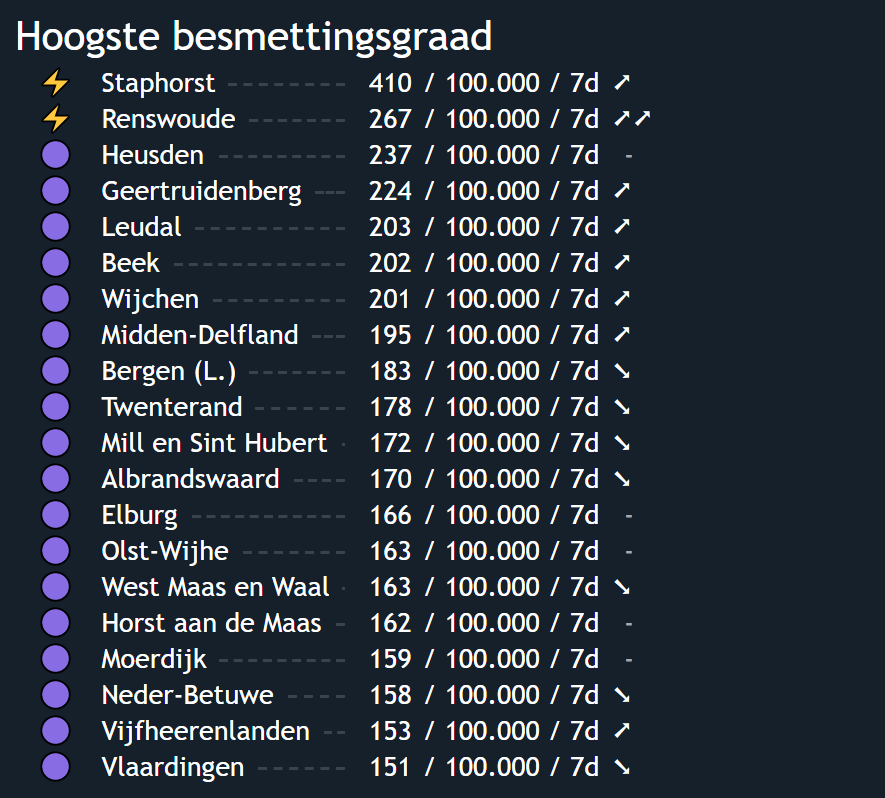 Hoogste besmettingsgraad
⚡ Staphorst -------- 410 / 100.000 / 7d ➚
⚡ Renswoude ------- 267 / 100.000 / 7d ➚➚
Heusden --------- 237 / 100.000 / 7d -
Geertruidenberg --- 224 / 100.000 / 7d ➚
Leudal ---------- 203 / 100.000 / 7d ➚
Beek ------------ 202 / 100.000 / 7d ➚
Wijchen --------- 201 / 100.000 / 7d ➚
Midden-Delfland --- 195 / 100.000 / 7d ➚
Bergen (L.) ------- 183 / 100.000 / 7d ➘
Twenterand ------- 178 / 100.000 / 7d ➘
Mill en Sint Hubert - 172 / 100.000 / 7d ➘
Albrandswaard ---- 170 / 100.000 / 7d ➘
Elburg ----------- 166 / 100.000 / 7d -
Olst-Wijhe ------- 163 / 100.000 / 7d -
West Maas en Waal - 163 / 100.000 / 7d ➘
Horst aan de Maas - 162 / 100.000 / 7d -
Moerdijk --------- 159 / 100.000 / 7d -
Neder-Betuwe ---- 158 / 100.000 / 7d ➘
Vijfheerenlanden -- 153 / 100.000 / 7d ➚
Vlaardingen ------ 151 / 100.000 / 7d ➘